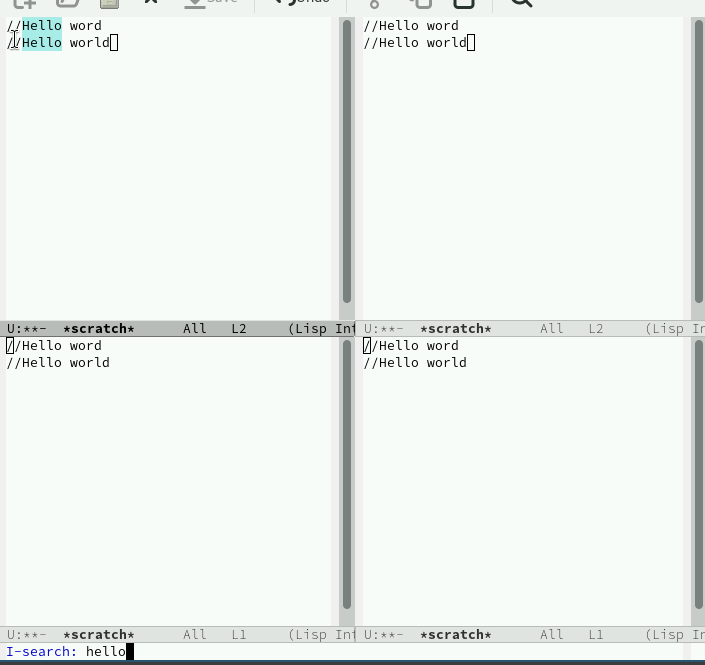 Save Undo
//Hello word
//Hello world
U:**- *scratch* All L2 (Lisp Int
//Hello word
//Hello world
U:**- *scratch* All L2 (Lisp In
//Hello word
//Hello world
U:**- *scratch* All L1 (Lisp Int
//Hello word
//Hello world
U:**- *scratch* All L1 (Lisp In
I-search: hello